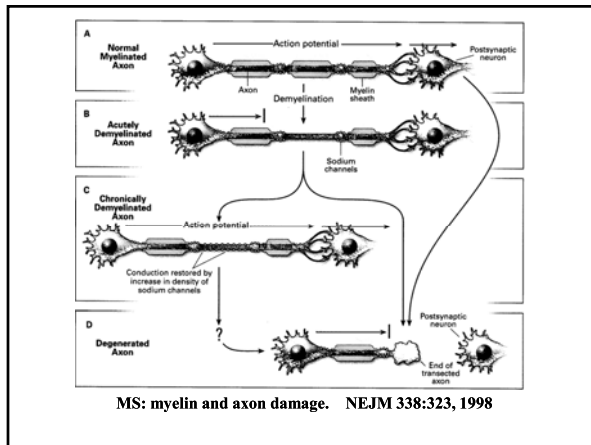 A
Normal
Myelinated
Axon
Action potential
Postsynaptic
neuron
Axon
Myelin
sheath
Demyelination
B
Acutely
Demyelinated
Axon
Sodium
channels
C
Chronically
Demyelinated
Axon
Action potential
Conduction restored by
increase in density of
sodium channels
D
Degenerated
Axon
?
Postsynaptic
neuron
End of
transected
axon
MS: myelin and axon damage. NEJM 338:323, 1998